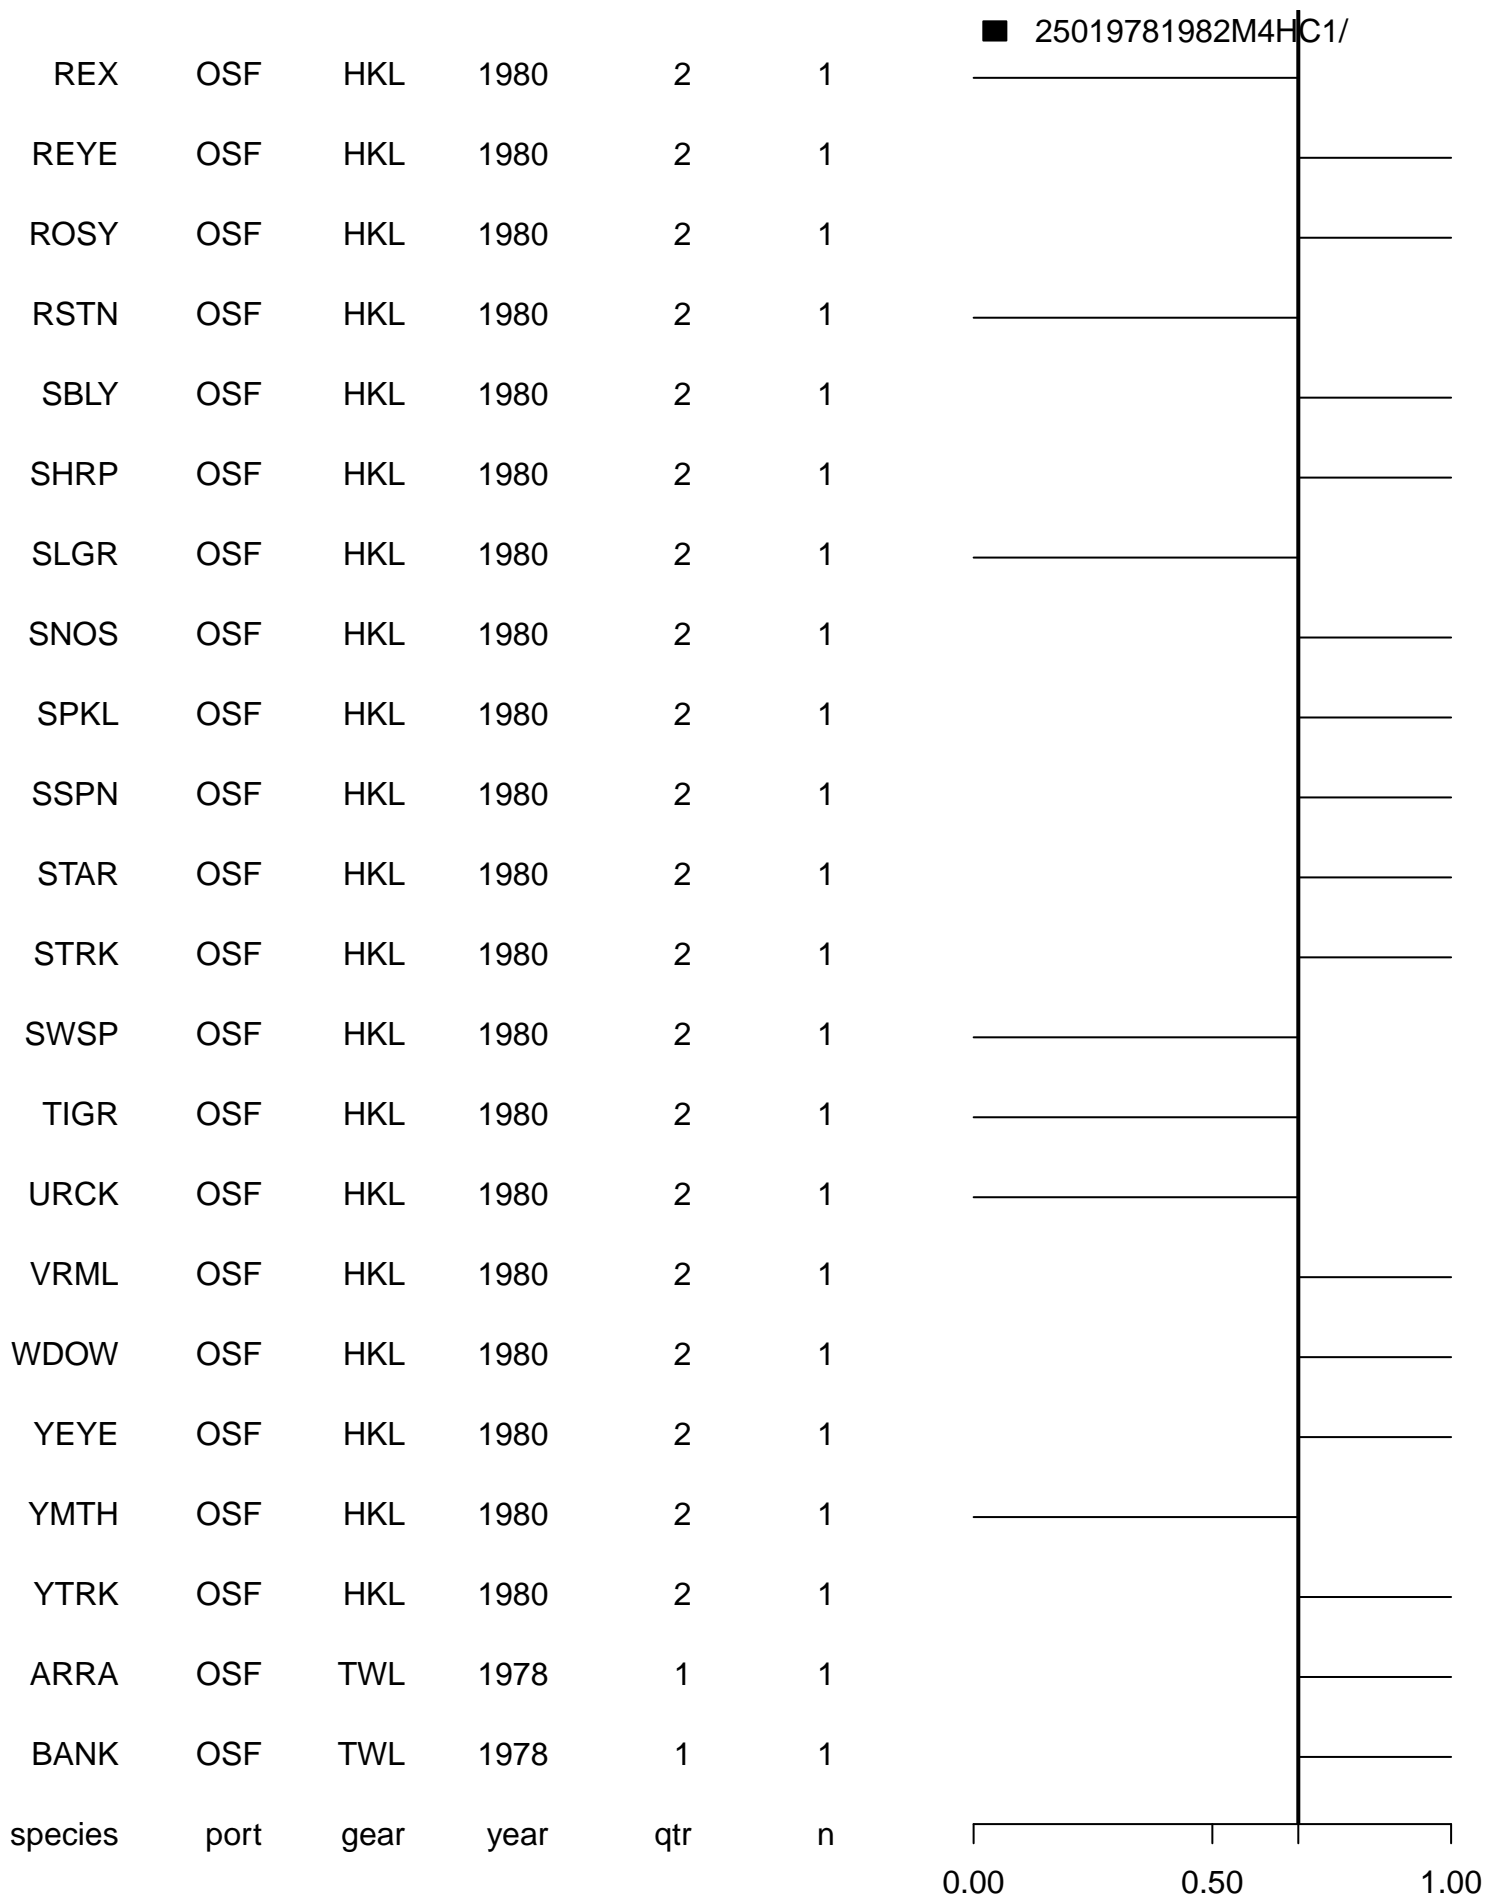 25019781982M4HC1/
REX OSF HKL 1980 2 1
REYE OSF HKL 1980 2 1
ROSY OSF HKL 1980 2 1
RSTN OSF HKL 1980 2 1
SBLY OSF HKL 1980 2 1
SHRP OSF HKL 1980 2 1
SLGR OSF HKL 1980 2 1
SNOS OSF HKL 1980 2 1
SPKL OSF HKL 1980 2 1
SSPN OSF HKL 1980 2 1
STAR OSF HKL 1980 2 1
STRK OSF HKL 1980 2 1
SWSP OSF HKL 1980 2 1
TIGR OSF HKL 1980 2 1
URCK OSF HKL 1980 2 1
VRML OSF HKL 1980 2 1
WDOW OSF HKL 1980 2 1
YEYE OSF HKL 1980 2 1
YMTH OSF HKL 1980 2 1
YTRK OSF HKL 1980 2 1
ARRA OSF TWL 1978 1 1
BANK OSF TWL 1978 1 1
species port gear year qtr n
0.00 0.50 1.00